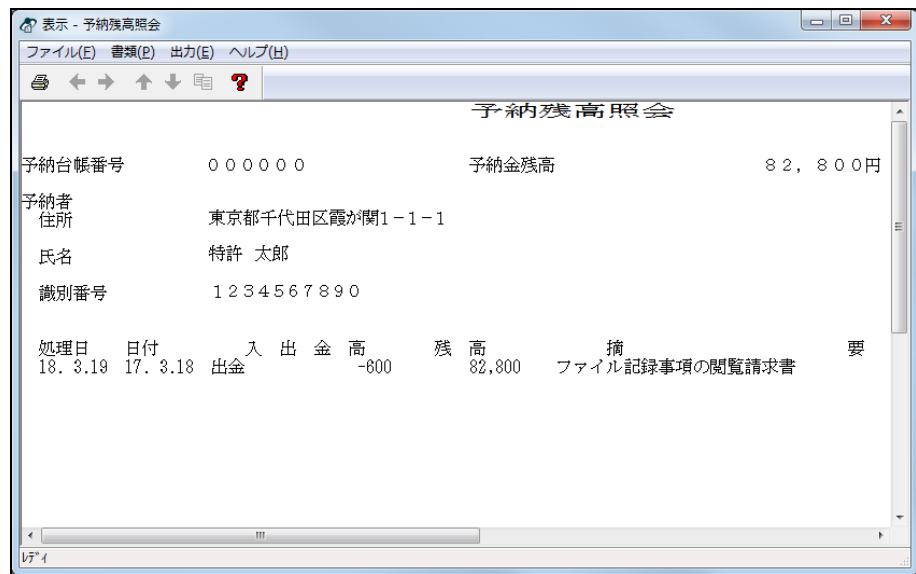 表示 - 予納残高照会
ファイル(F) 書類(P) 出力(E) ヘルプ(H)
予納残高照会
予納台帳番号 ００００００ 予納金残高 ８２，８００円
予納者
住所 東京都千代田区霞が関1－1－1
氏名 特許 太郎
識別番号 １２３４５６７８９０
処理日 日付 入 出 金 高 残 高 摘 要
18. 3.19 17. 3.18 出金 -600 82,800 ファイル記録事項の閲覧請求書
ﾚﾃﾞｨ